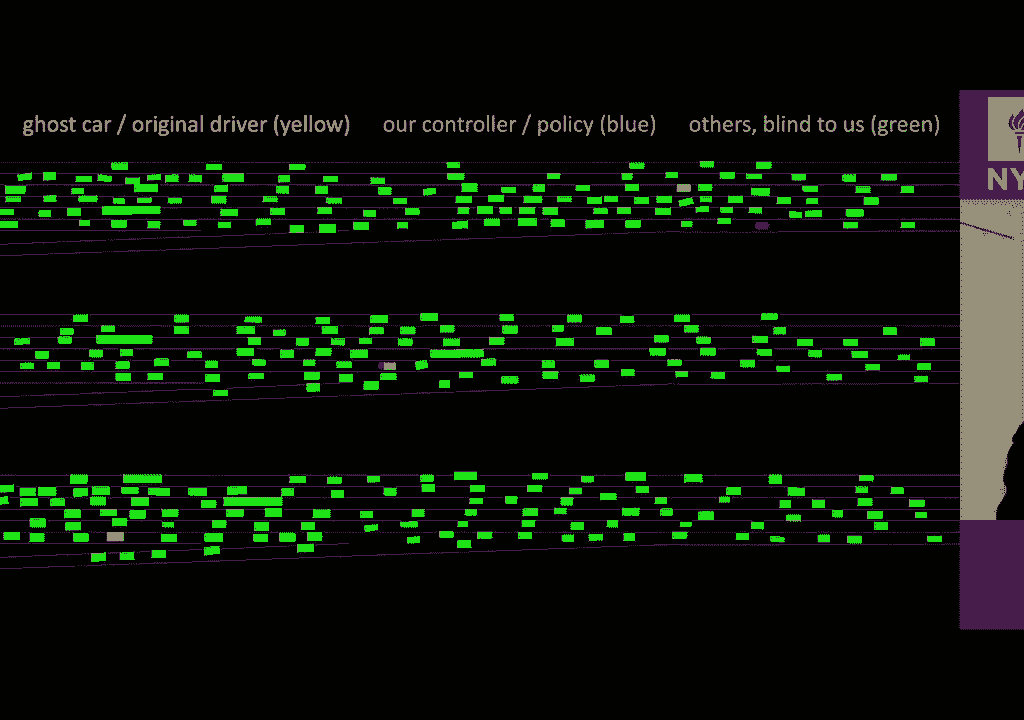 ghost car / original driver (yellow) our controller / policy (blue) others, blind to us (green)
NY